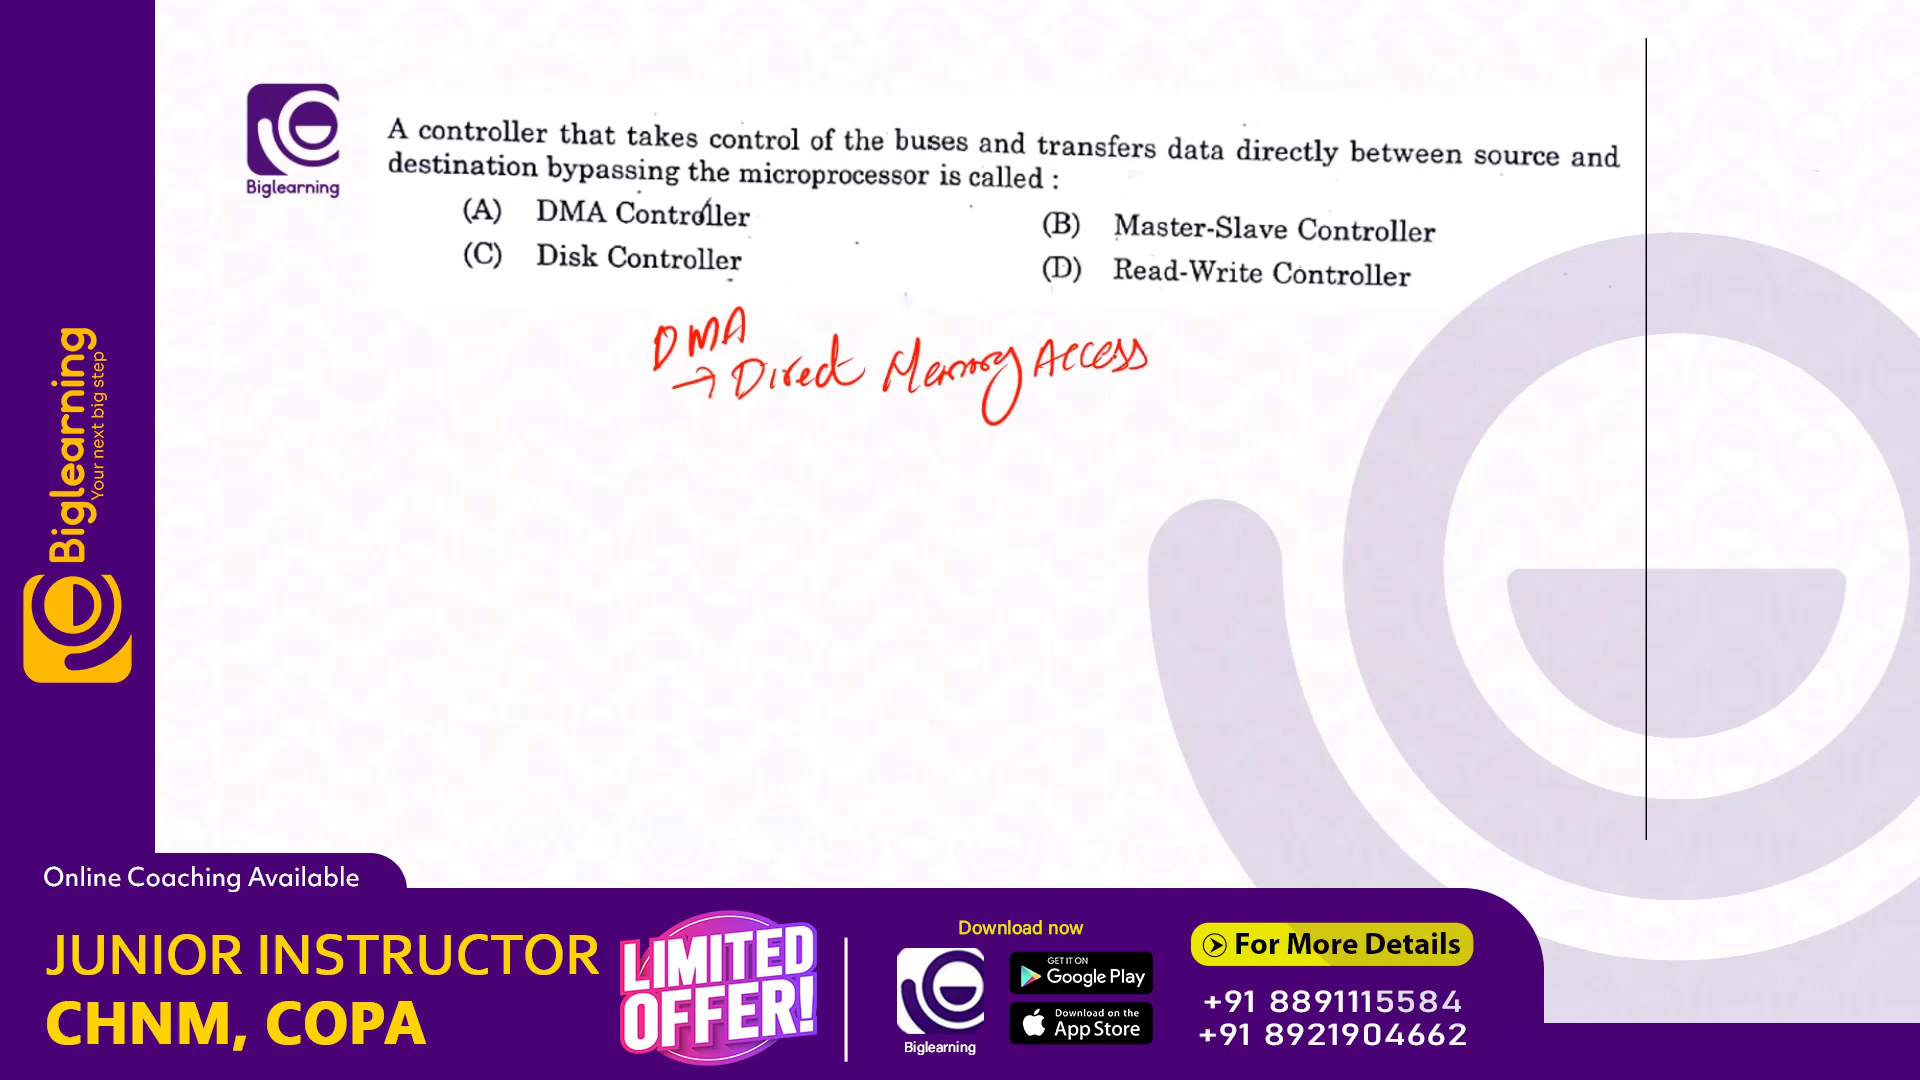 Biglearning
A controller that takes control of the buses and transfers data directly between source and
destination bypassing the microprocessor is called :
(A) DMA Controller
(B) Master-Slave Controller
(C) Disk Controller
(D) Read-Write Controller
DMA
→ Direct Memory Access
Biglearning
Your next big step
Online Coaching Available
JUNIOR INSTRUCTOR
CHNM, COPA
LIMITED
OFFER!
Download now
GET IT ON
Google Play
Download on the
App Store
Biglearning
For More Details
+91 8891115584
+91 8921904662